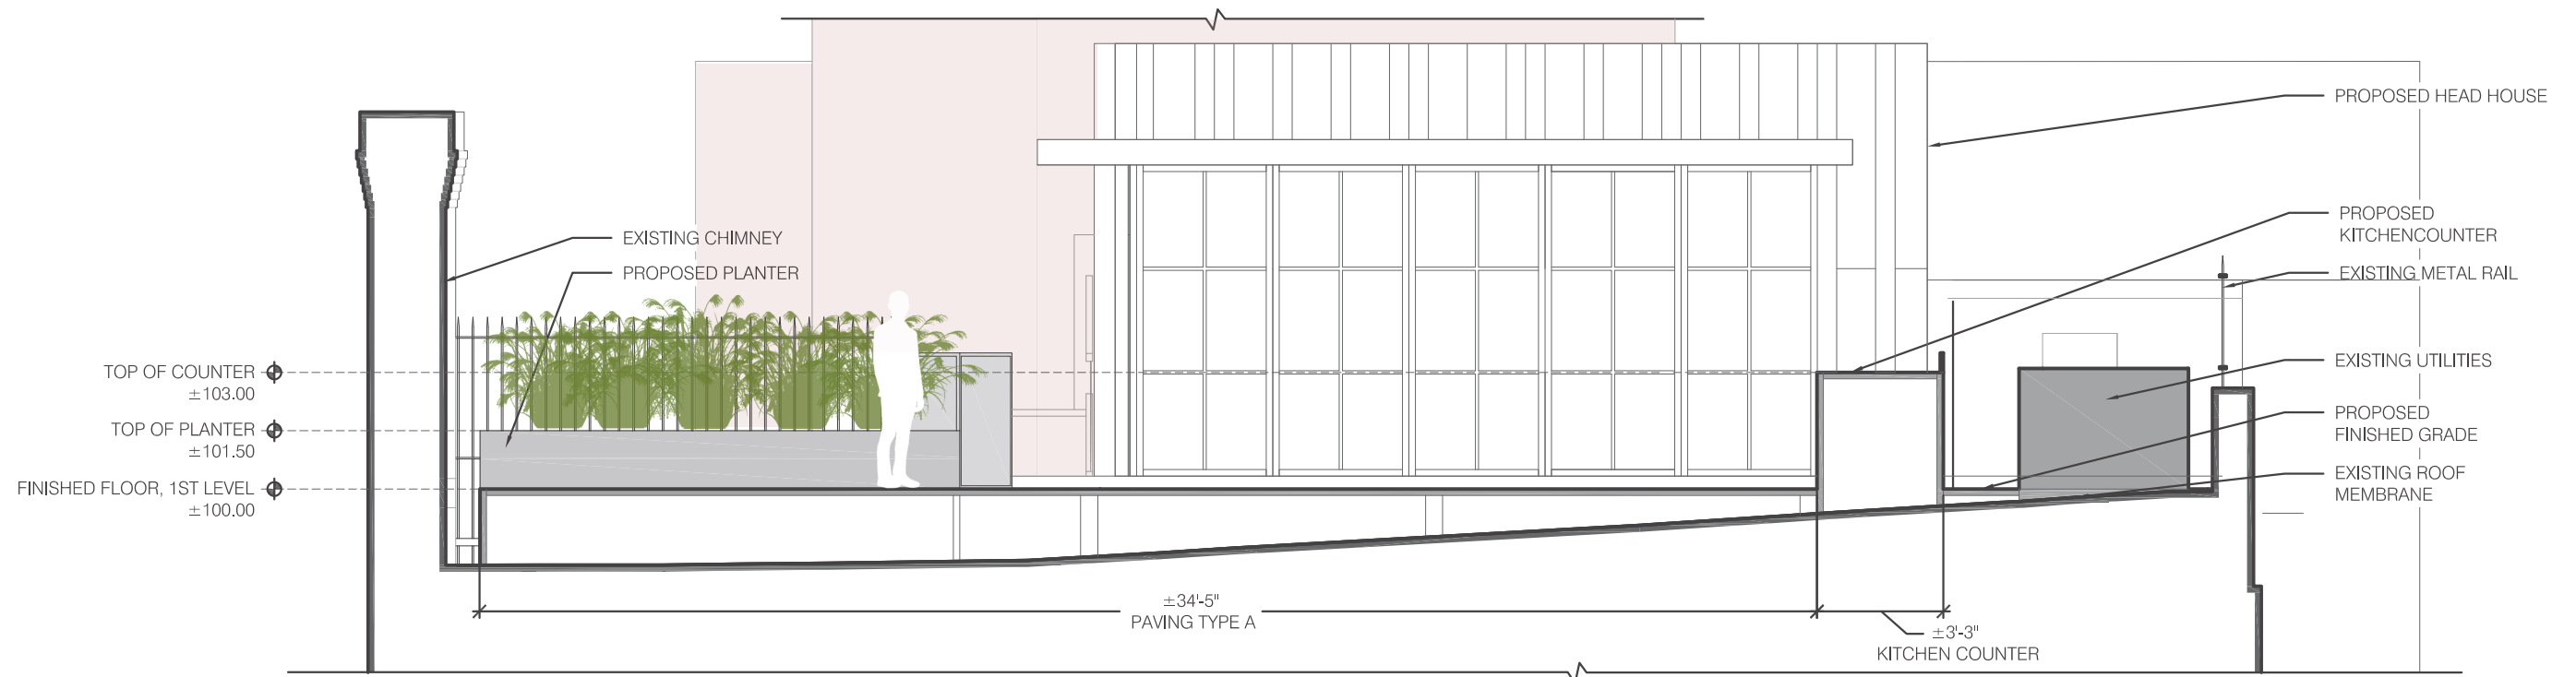 PROPOSED HEAD HOUSE
PROPOSED
KITCHENCOUNTER
EXISTING CHIMNEY
PROPOSED PLANTER
EXISTING METAL RAIL
EXISTING UTILITIES
TOP OF COUNTER
±103.00
TOP OF PLANTER
±101.50
PROPOSED
FINISHED GRADE
FINISHED FLOOR, 1ST LEVEL
±100.00
EXISTING ROOF
MEMBRANE
±34'-5"
PAVING TYPE A
±3'-3"
KITCHEN COUNTER